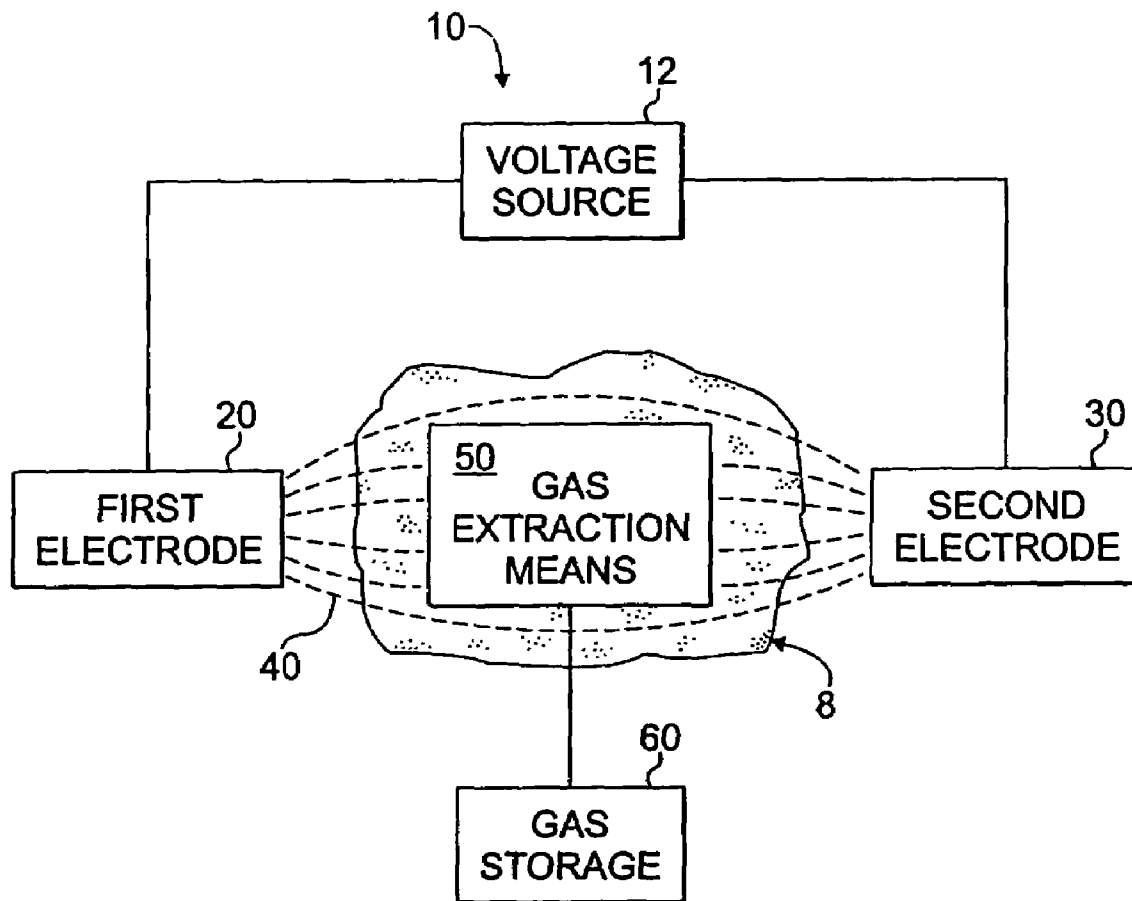 10
12
VOLTAGE
SOURCE
20
30
FIRST
ELECTRODE
50
GAS
EXTRACTION
MEANS
SECOND
ELECTRODE
40
8
60
GAS
STORAGE